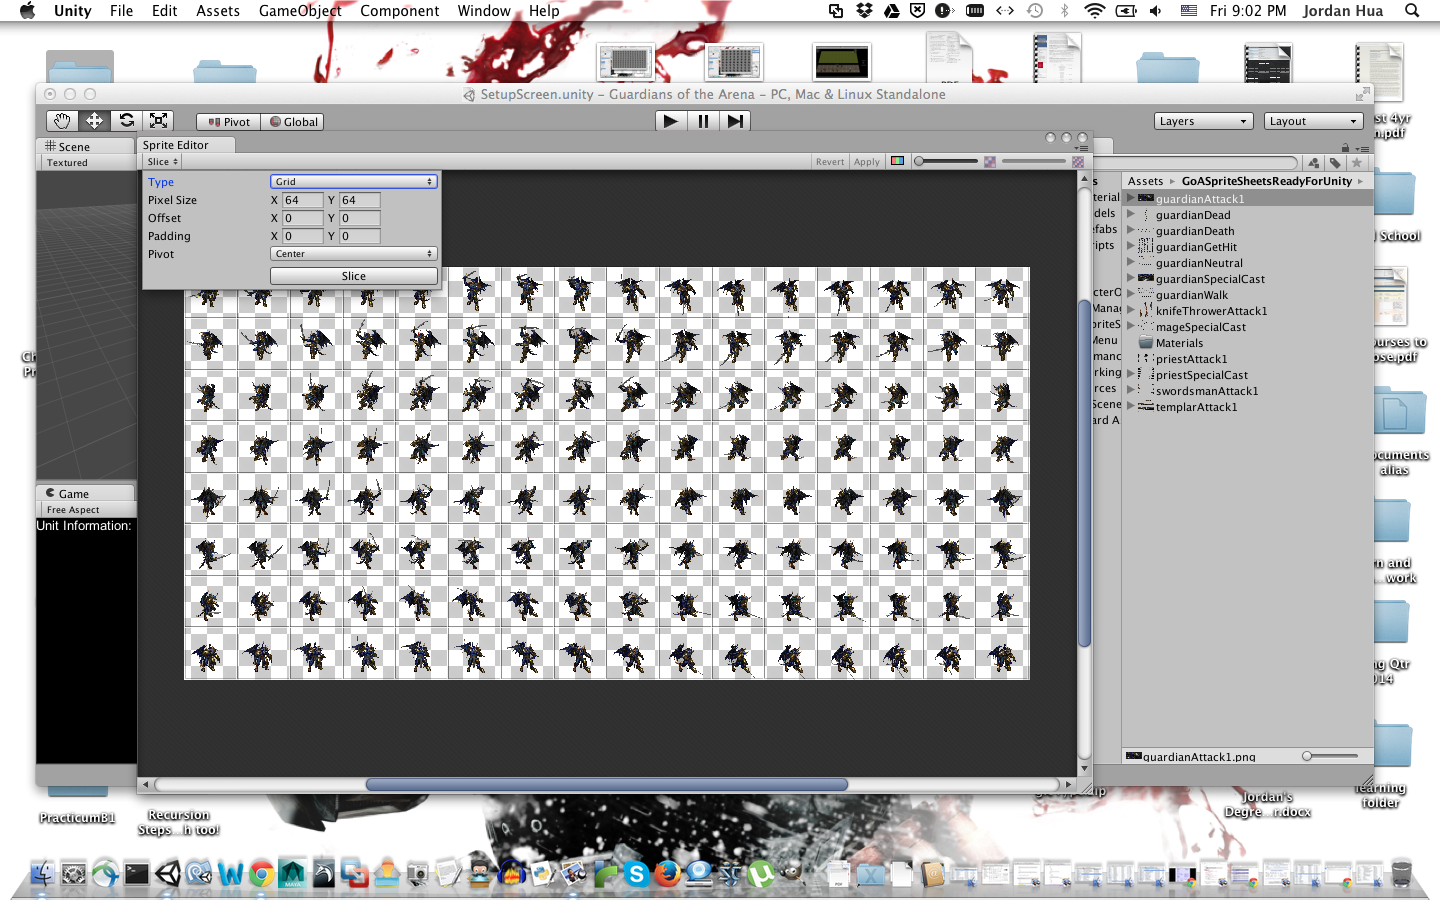 Unity File Edit Assets GameObject Component Window Help Fri 9:02 PM Jordan Hua
SetupScreen.unity – Guardians of the Arena – PC, Mac & Linux Standalone
Pivot Global Layers Layout
Scene
Textured
Sprite Editor
Slice Revert Apply
Type Grid
Pixel Size X 64 Y 64
Offset X 0 Y 0
Padding X 0 Y 0
Pivot Center
Slice
Game
Free Aspect
Unit Information:
Assets GoASpriteSheetsReadyForUnity
guardianAttack1
guardianDead
guardianDeath
guardianGetHit
guardianNeutral
guardianSpecialCast
guardianWalk
knifeThrowerAttack1
mageSpecialCast
Materials
priestAttack1
priestSpecialCast
swordsmanAttack1
templarAttack1
guardianAttack1.png
PracticumB1
Recursion
Steps...h too!
Jordan's
Degre...r.docx
learning
folder
School
alias
...work
MAYA